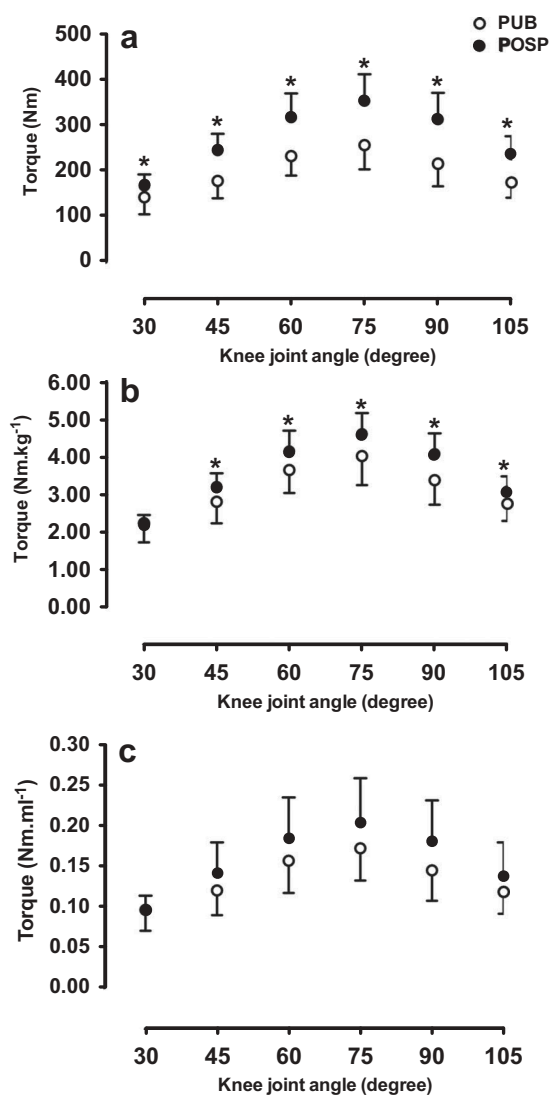 PUB
POSP
a
Torque (Nm)
500
400
300
200
100
0
* * * * * *
30 45 60 75 90 105
Knee joint angle (degree)
b
Torque (Nm.kg⁻¹)
6.00
5.00
4.00
3.00
2.00
1.00
0.00
* * * * *
30 45 60 75 90 105
Knee joint angle (degree)
c
Torque (Nm.ml⁻¹)
0.30
0.25
0.20
0.15
0.10
0.05
0.00
30 45 60 75 90 105
Knee joint angle (degree)